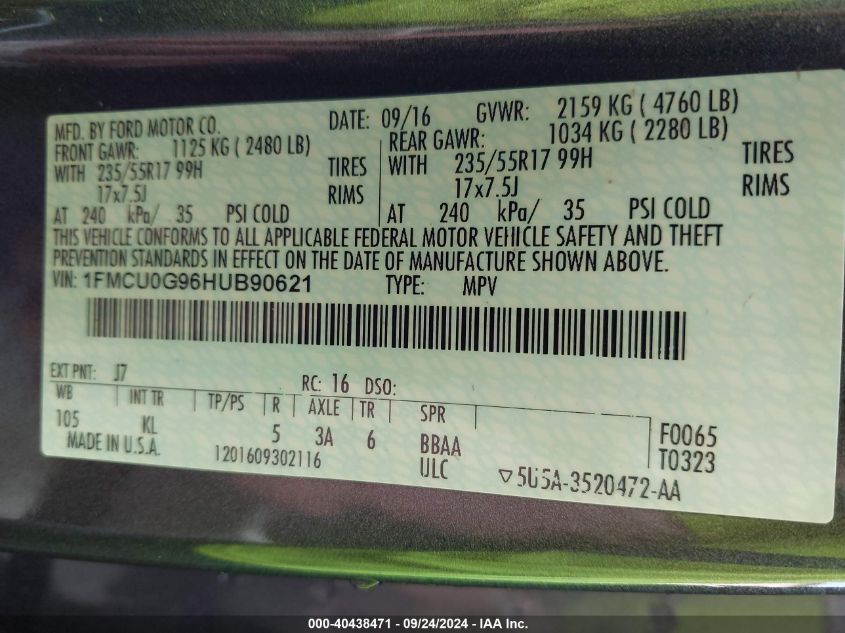 MFD. BY FORD MOTOR CO. DATE: 09/16 GVWR: 2159 KG ( 4760 LB)
FRONT GAWR: 1125 KG ( 2480 LB) REAR GAWR: 1034 KG ( 2280 LB)
WITH 235/55R17 99H TIRES WITH 235/55R17 99H TIRES
17x7.5J RIMS 17x7.5J RIMS
AT 240 kPa/ 35 PSI COLD AT 240 kPa/ 35 PSI COLD
THIS VEHICLE CONFORMS TO ALL APPLICABLE FEDERAL MOTOR VEHICLE SAFETY AND THEFT
PREVENTION STANDARDS IN EFFECT ON THE DATE OF MANUFACTURE SHOWN ABOVE.
VIN: 1FMCU0G96HUB90621 TYPE: MPV
EXT PNT: J7 RC: 16 DSO:
WB INT TR TP/PS R AXLE TR SPR
105 KL 5 3A 6 BBAA F0065
MADE IN U.S.A. 1201609302116 ULC T0323
5U5A-3520472-AA
000-40438471 - 09/24/2024 - IAA Inc.